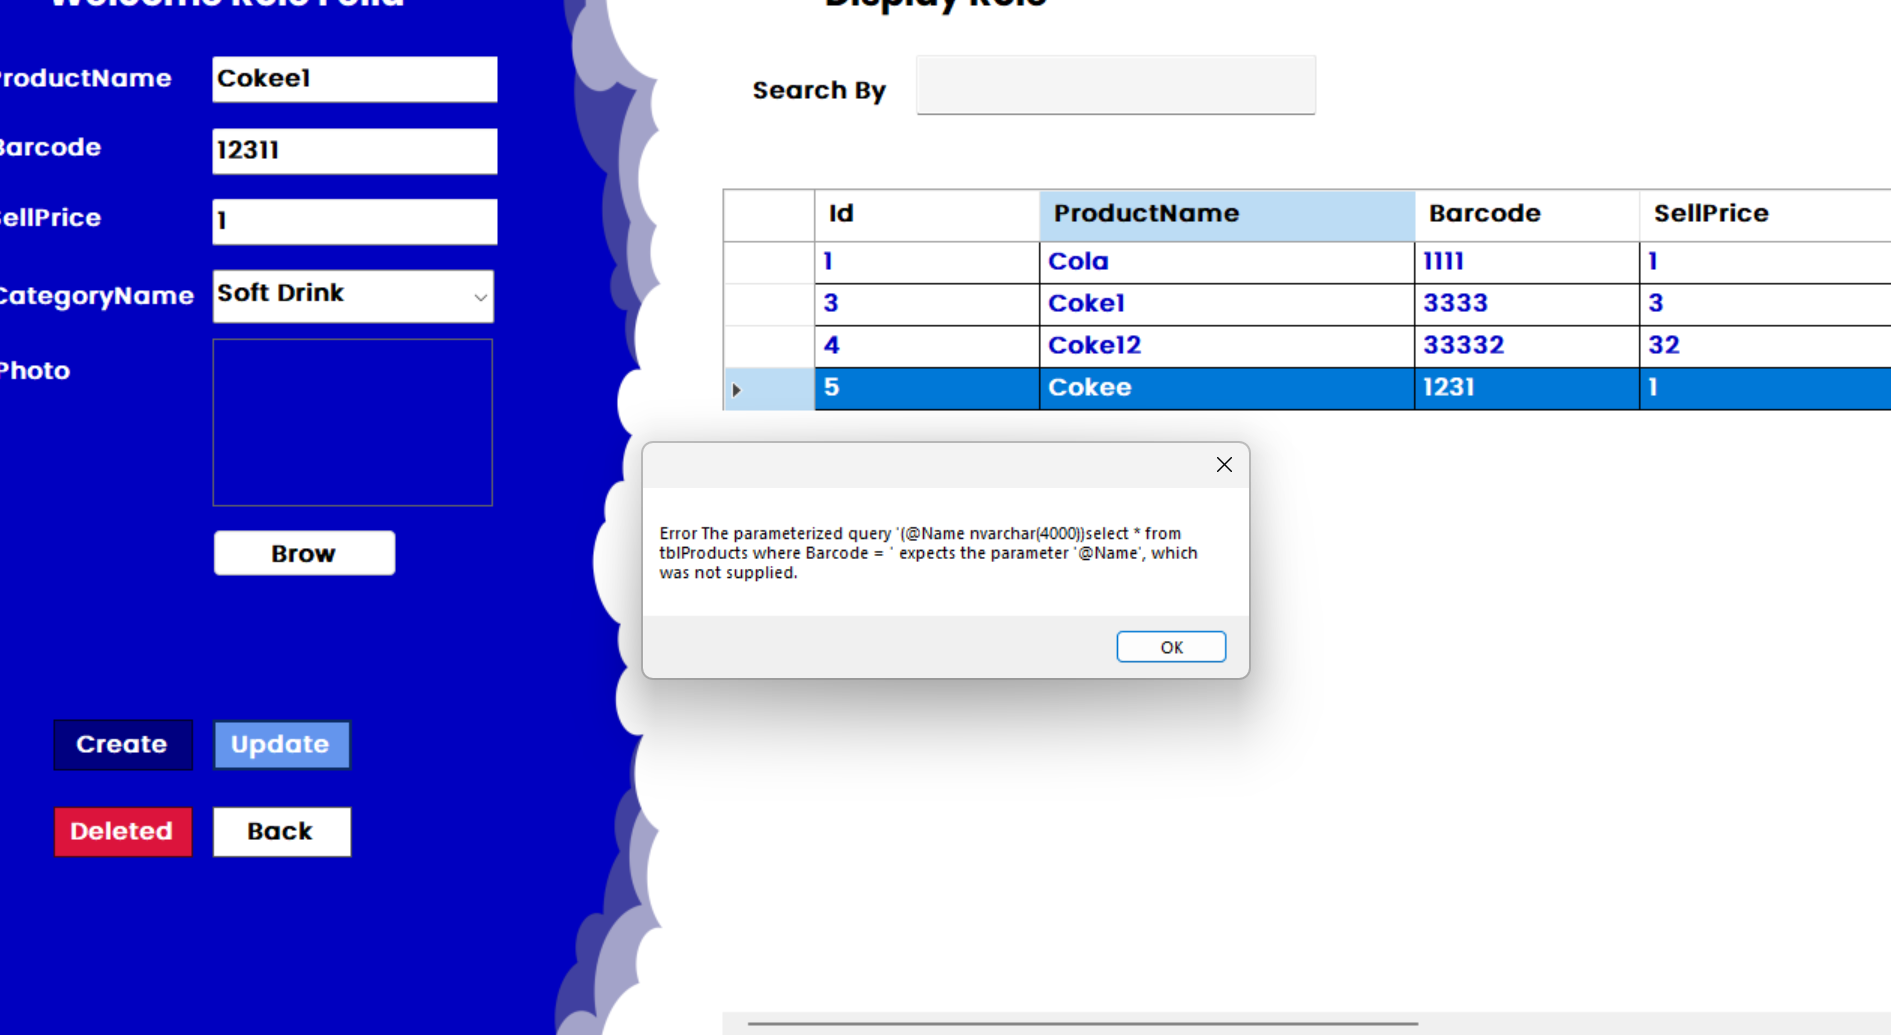 ProductName
Cokee1
Barcode
12311
SellPrice
1
CategoryName
Soft Drink
Photo
Brow
Create
Update
Deleted
Back
Display Role
Search By
Id ProductName Barcode SellPrice
1 Cola 1111 1
3 Coke1 3333 3
4 Coke12 33332 32
5 Cokee 1231 1
Error The parameterized query '(@Name nvarchar(4000))select * from
tblProducts where Barcode = ' expects the parameter '@Name', which
was not supplied.
OK